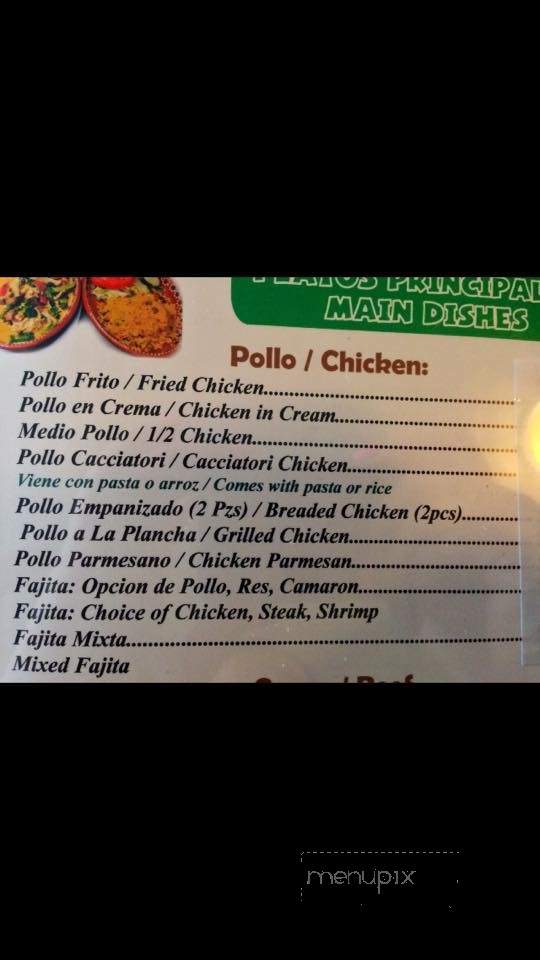 PLATOS PRINCIPAL
MAIN DISHES
Pollo / Chicken:
Pollo Frito / Fried Chicken
Pollo en Crema / Chicken in Cream
Medio Pollo / 1/2 Chicken
Pollo Cacciatori / Cacciatori Chicken
Viene con pasta o arroz / Comes with pasta or rice
Pollo Empanizado (2 Pzs) / Breaded Chicken (2pcs)
Pollo a La Plancha / Grilled Chicken
Pollo Parmesano / Chicken Parmesan
Fajita: Opcion de Pollo, Res, Camaron
Fajita: Choice of Chicken, Steak, Shrimp
Fajita Mixta
Mixed Fajita
/ Beef
menupix